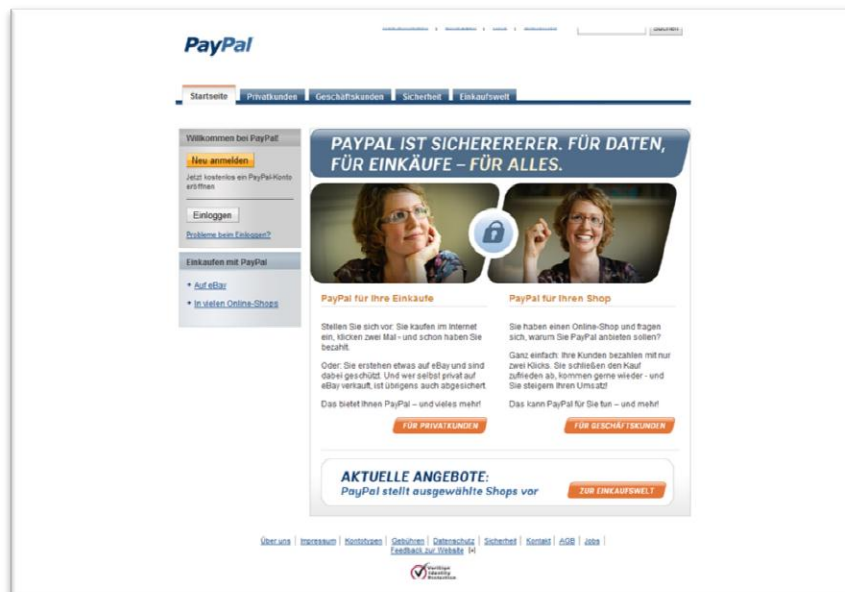 Suchen
PayPal
Startseite Privatkunden Geschäftskunden Sicherheit Einkaufswelt
Willkommen bei PayPal!
Neu anmelden
Jetzt kostenlos ein PayPal-Konto
eröffnen
Einloggen
Probleme beim Einloggen?
Einkaufen mit PayPal
Auf eBay
In vielen Online-Shops
PAYPAL IST SICHERERERER. FÜR DATEN,
FÜR EINKÄUFE – FÜR ALLES.
PayPal für Ihre Einkäufe
Stellen Sie sich vor: Sie kaufen im Internet
ein, klicken zwei Mal - und schon haben Sie
bezahlt.
Oder: Sie erstehen etwas auf eBay und sind
dabei geschützt. Und wer selbst privat auf
eBay verkauft, ist übrigens auch abgesichert.
Das bietet Ihnen PayPal – und vieles mehr!
FÜR PRIVATKUNDEN
PayPal für Ihren Shop
Sie haben einen Online-Shop und fragen
sich, warum Sie PayPal anbieten sollen?
Ganz einfach: Ihre Kunden bezahlen mit nur
zwei Klicks. Sie schließen den Kauf
zufrieden ab, kommen gerne wieder - und
Sie steigern Ihren Umsatz!
Das kann PayPal für Sie tun – und mehr!
FÜR GESCHÄFTSKUNDEN
AKTUELLE ANGEBOTE:
PayPal stellt ausgewählte Shops vor
ZUR EINKAUFSWELT
Über uns | Impressum | Kontotypen | Gebühren | Datenschutz | Sicherheit | Kontakt | AGB | Jobs |
Feedback zur Website [+]
VeriSign
Identity
Protection